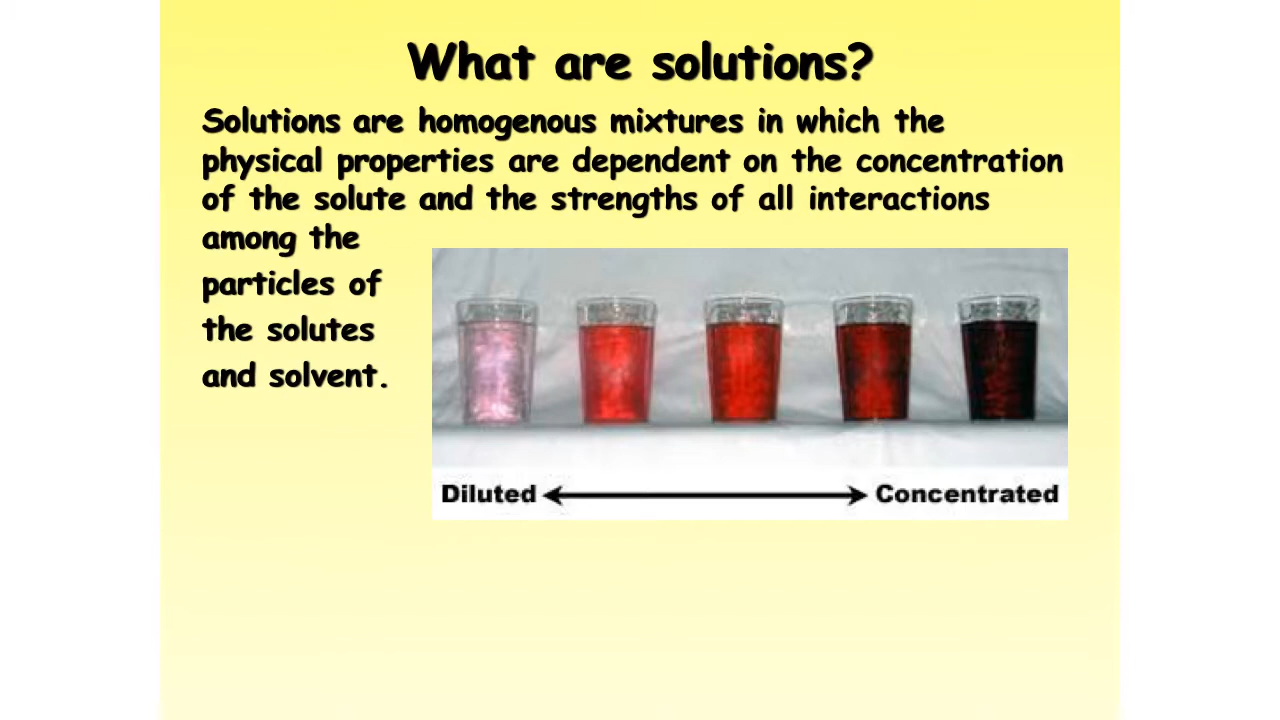 What are solutions?
Solutions are homogenous mixtures in which the
physical properties are dependent on the concentration
of the solute and the strengths of all interactions
among the
particles of
the solutes
and solvent.
Diluted
Concentrated